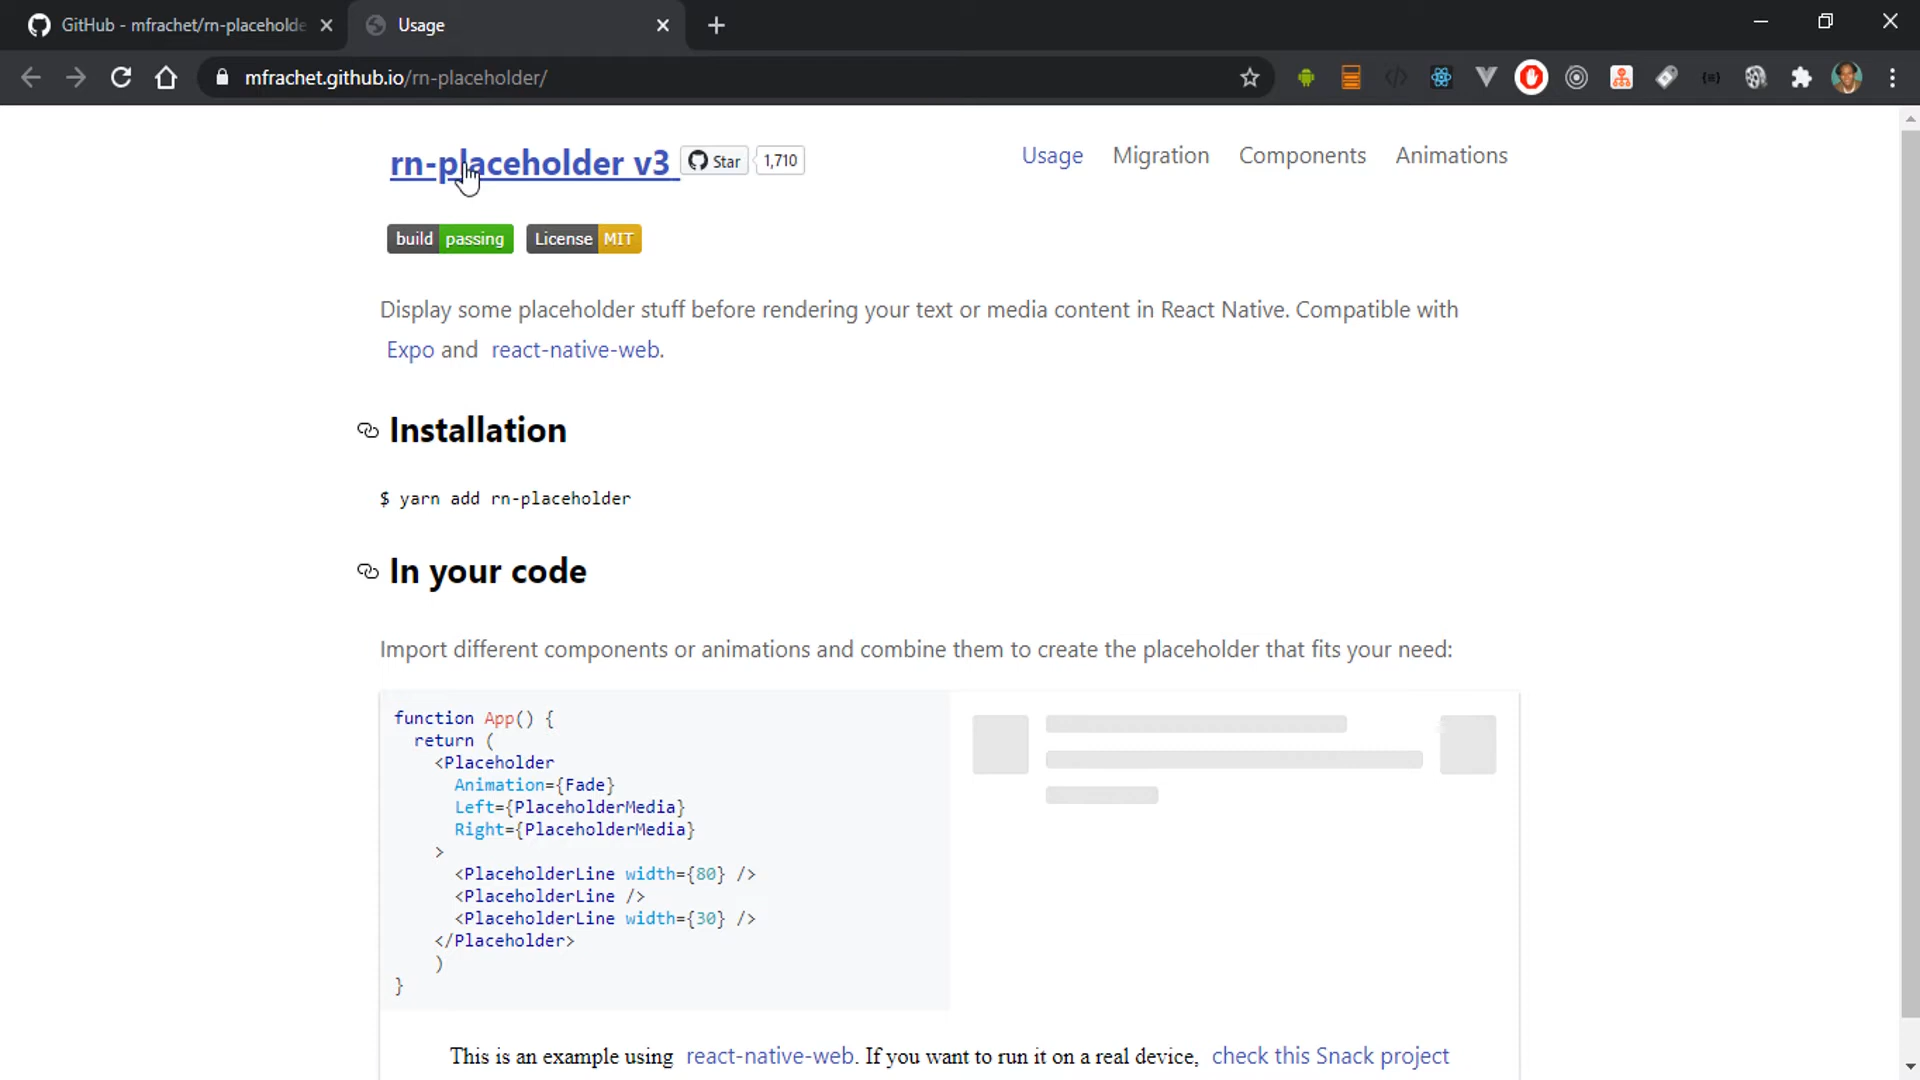 GitHub - mfrachet/rn-placeholde
Usage
mfrachet.github.io/rn-placeholder/
rn-placeholder v3
Star
1,710
Usage
Migration
Components
Animations
build passing
License MIT
Display some placeholder stuff before rendering your text or media content in React Native. Compatible with
Expo and react-native-web.
Installation
$ yarn add rn-placeholder
In your code
Import different components or animations and combine them to create the placeholder that fits your need:
function App() {
return (
<Placeholder
Animation={Fade}
Left={PlaceholderMedia}
Right={PlaceholderMedia}
>
<PlaceholderLine width={80} />
<PlaceholderLine />
<PlaceholderLine width={30} />
</Placeholder>
)
}
This is an example using react-native-web. If you want to run it on a real device, check this Snack project